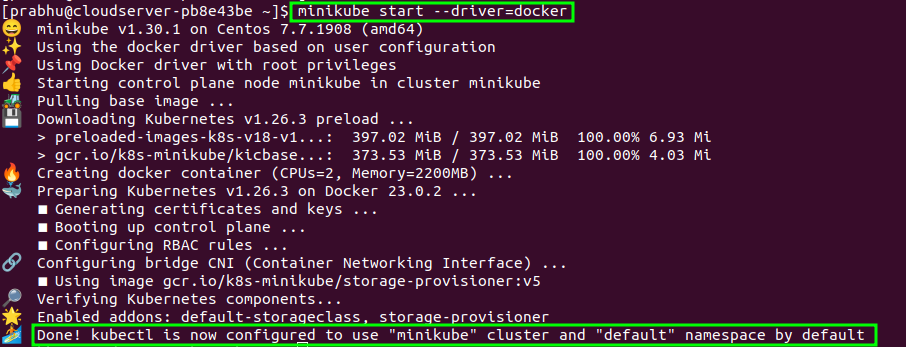 [prabhu@cloudserver-pb8e43be ~]$ minikube start --driver=docker
😄 minikube v1.30.1 on Centos 7.7.1908 (amd64)
✨ Using the docker driver based on user configuration
📌 Using Docker driver with root privileges
👍 Starting control plane node minikube in cluster minikube
🚜 Pulling base image ...
💾 Downloading Kubernetes v1.26.3 preload ...
> preloaded-images-k8s-v18-v1...: 397.02 MiB / 397.02 MiB 100.00% 6.93 Mi
> gcr.io/k8s-minikube/kicbase...: 373.53 MiB / 373.53 MiB 100.00% 4.03 Mi
🔥 Creating docker container (CPUs=2, Memory=2200MB) ...
🐳 Preparing Kubernetes v1.26.3 on Docker 23.0.2 ...
■ Generating certificates and keys ...
■ Booting up control plane ...
■ Configuring RBAC rules ...
🔗 Configuring bridge CNI (Container Networking Interface) ...
■ Using image gcr.io/k8s-minikube/storage-provisioner:v5
🔎 Verifying Kubernetes components...
🌟 Enabled addons: default-storageclass, storage-provisioner
🏄 Done! kubectl is now configured to use "minikube" cluster and "default" namespace by default